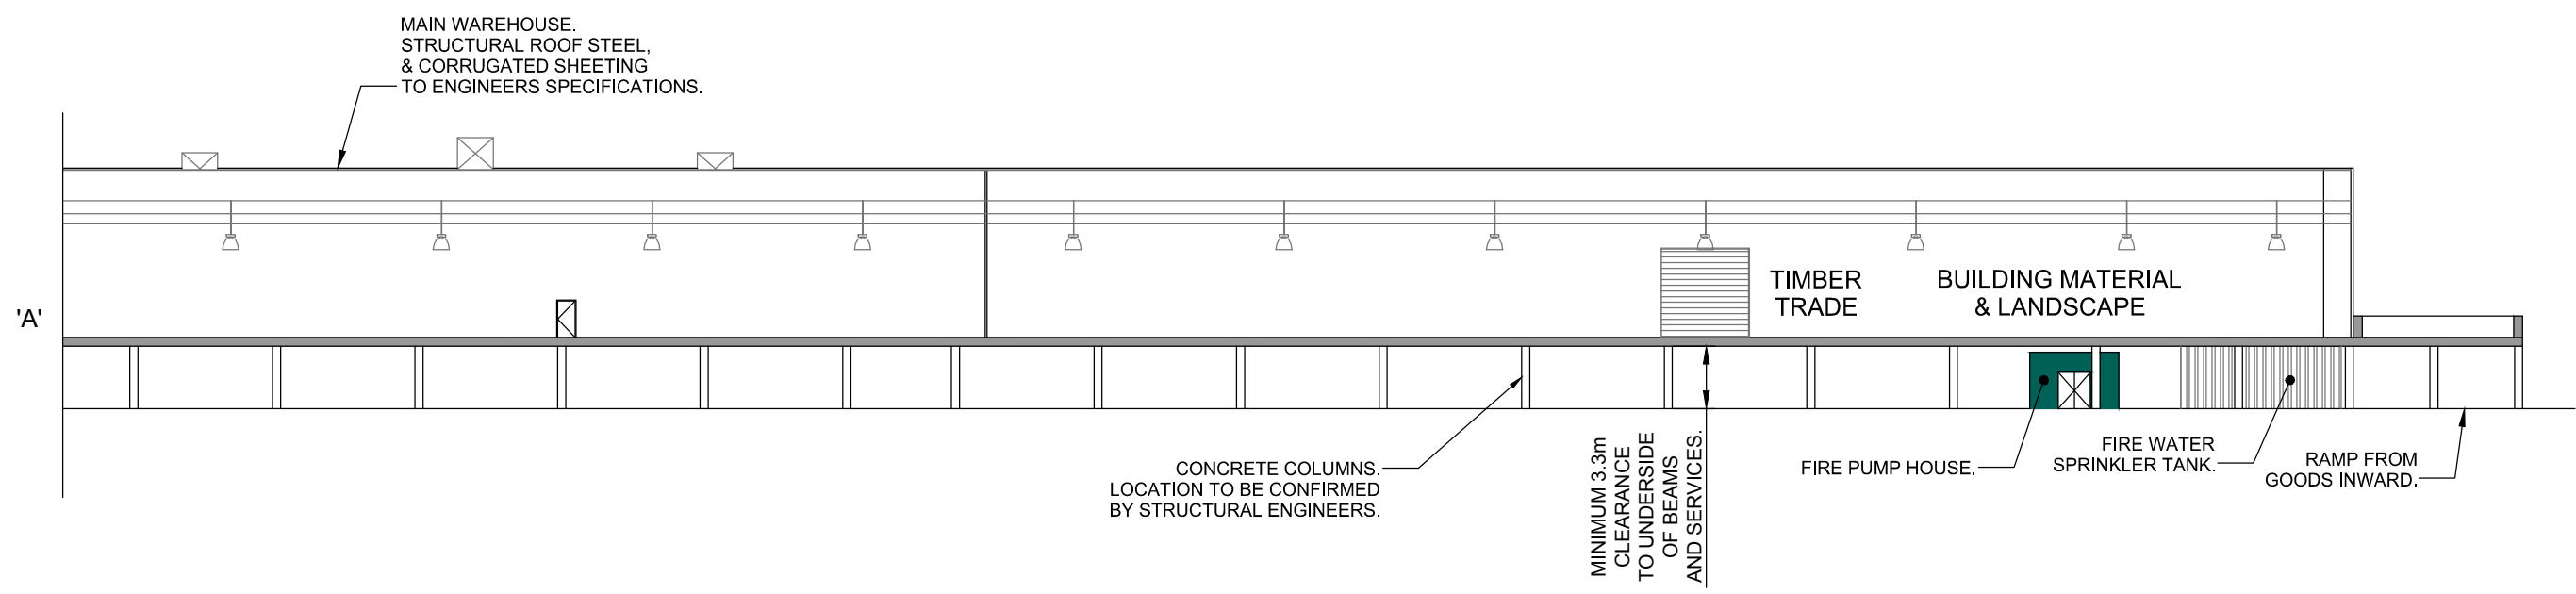 MAIN WAREHOUSE.
STRUCTURAL ROOF STEEL,
& CORRUGATED SHEETING
TO ENGINEERS SPECIFICATIONS.
'A'
TIMBER
TRADE
BUILDING MATERIAL
& LANDSCAPE
CONCRETE COLUMNS.
LOCATION TO BE CONFIRMED
BY STRUCTURAL ENGINEERS.
MINIMUM 3.3m
CLEARANCE
TO UNDERSIDE
OF BEAMS
AND SERVICES.
FIRE PUMP HOUSE.
FIRE WATER
SPRINKLER TANK.
RAMP FROM
GOODS INWARD.